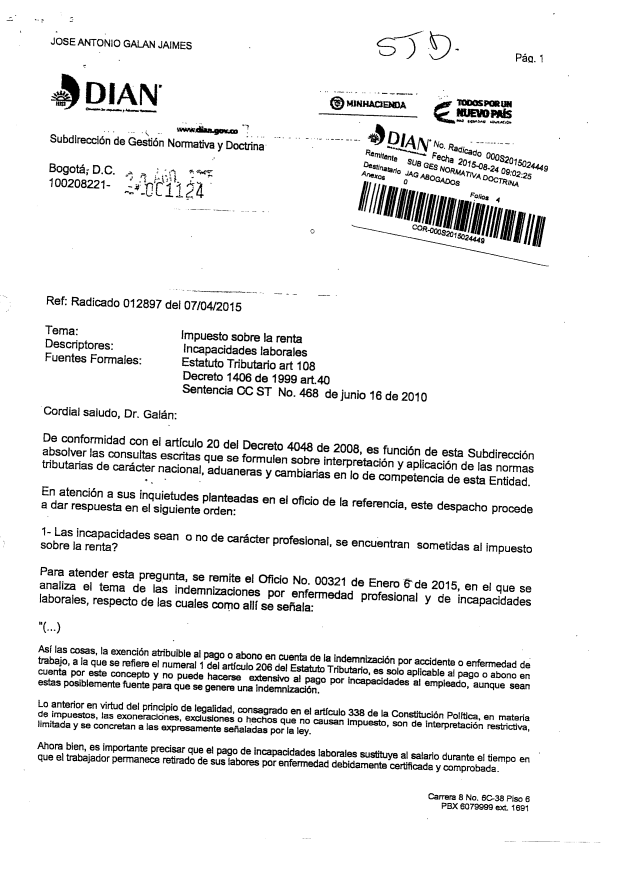 JOSE ANTONIO GALAN JAIMES
STD.
Pág. 1
DIAN
www.dian.gov.co
MINHACIENDA
TODOS POR UN
NUEVO PAÍS
PAZ EQUIDAD EDUCACIÓN
Subdirección de Gestión Normativa y Doctrina
DIAN No. Radicado 000S2015024449
Fecha 2015-08-24 09:02:25
Remitente SUB GES NORMATIVA DOCTRINA
Destinatario JAG ABOGADOS
Anexos 0 Folios 4
COR-000S2015024449
Bogotá, D.C.
100208221- 001124
Ref: Radicado 012897 del 07/04/2015
Tema: Impuesto sobre la renta
Descriptores: Incapacidades laborales
Fuentes Formales: Estatuto Tributario art 108
Decreto 1406 de 1999 art.40
Sentencia CC ST No. 468 de junio 16 de 2010
Cordial saludo, Dr. Galán:
De conformidad con el artículo 20 del Decreto 4048 de 2008, es función de esta Subdirección
absolver las consultas escritas que se formulen sobre interpretación y aplicación de las normas
tributarias de carácter nacional, aduaneras y cambiarias en lo de competencia de esta Entidad.
En atención a sus inquietudes planteadas en el oficio de la referencia, este despacho procede
a dar respuesta en el siguiente orden:
1- Las incapacidades sean o no de carácter profesional, se encuentran sometidas al impuesto
sobre la renta?
Para atender esta pregunta, se remite el Oficio No. 00321 de Enero 6 de 2015, en el que se
analiza el tema de las indemnizaciones por enfermedad profesional y de incapacidades
laborales, respecto de las cuales como allí se señala:
"(...)
Así las cosas, la exención atribuible al pago o abono en cuenta de la indemnización por accidente o enfermedad de
trabajo, a la que se refiere el numeral 1 del artículo 206 del Estatuto Tributario, es solo aplicable al pago o abono en
cuenta por este concepto y no puede hacerse extensivo al pago por incapacidades al empleado, aunque sean
estas posiblemente fuente para que se genere una indemnización.
Lo anterior en virtud del principio de legalidad, consagrado en el artículo 338 de la Constitución Política, en materia
de impuestos, las exoneraciones, exclusiones o hechos que no causan impuesto, son de interpretación restrictiva,
limitada y se concretan a las expresamente señaladas por la ley.
Ahora bien, es importante precisar que el pago de incapacidades laborales sustituye al salario durante el tiempo en
que el trabajador permanece retirado de sus labores por enfermedad debidamente certificada y comprobada.
Carrera 8 No. 6C-38 Piso 6
PBX 6079999 ext. 1691